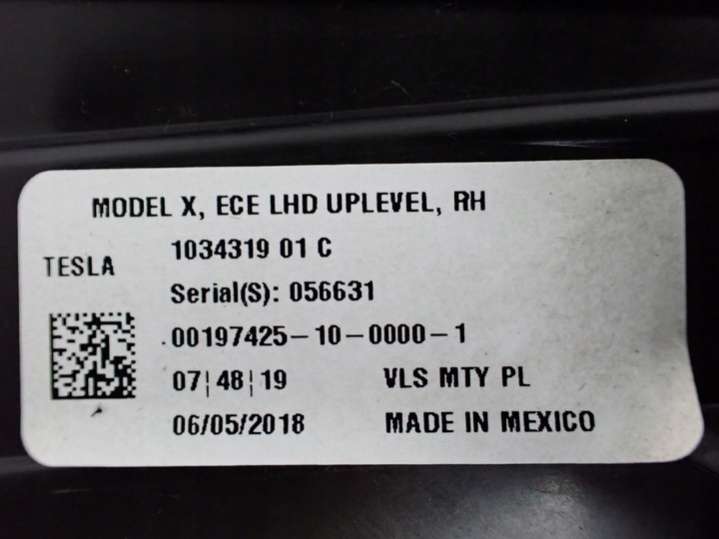 MODEL X, ECE LHD UPLEVEL, RH
1034319 01 C
TESLA
Serial(S): 056631
00197425-10-0000-1
07¦48¦19 VLS MTY PL
06/05/2018 MADE IN MEXICO